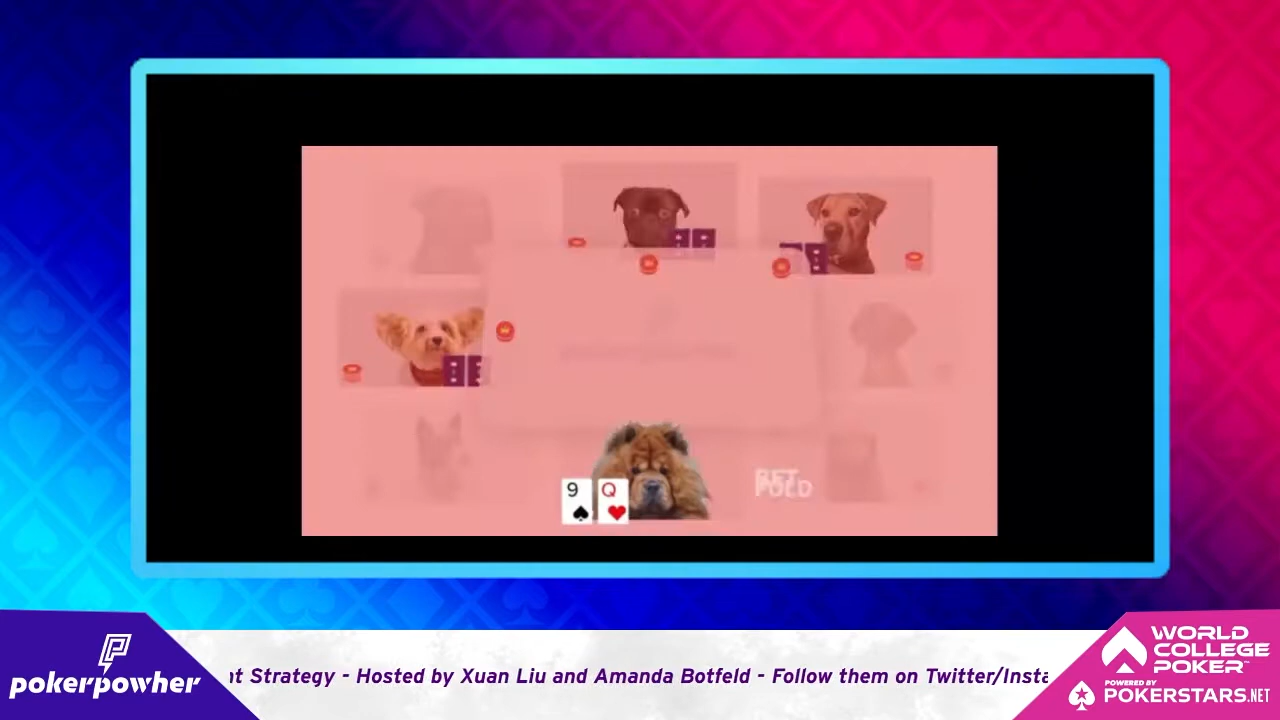 9 Q
BET
FOLD
pokerpowher
nt Strategy - Hosted by Xuan Liu and Amanda Botfeld - Follow them on Twitter/Insta
WORLD
COLLEGE
POKER™
POWERED BY
POKERSTARS.NET